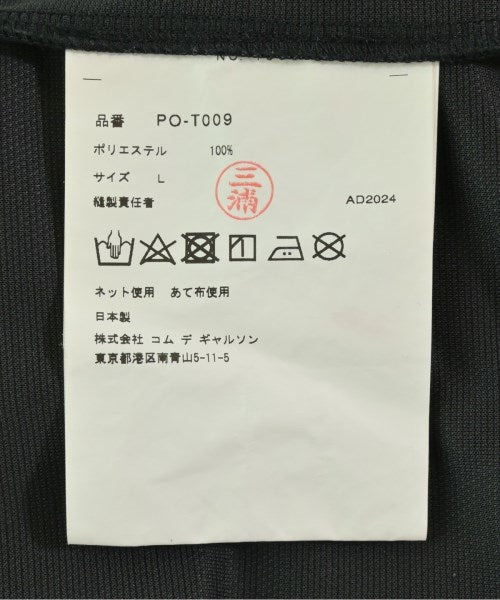 品番 PO-T009
ポリエステル 100%
サイズ L
三浦
縫製責任者 AD2024
ネット使用 あて布使用
日本製
株式会社 コム デ ギャルソン
東京都港区南青山5-11-5